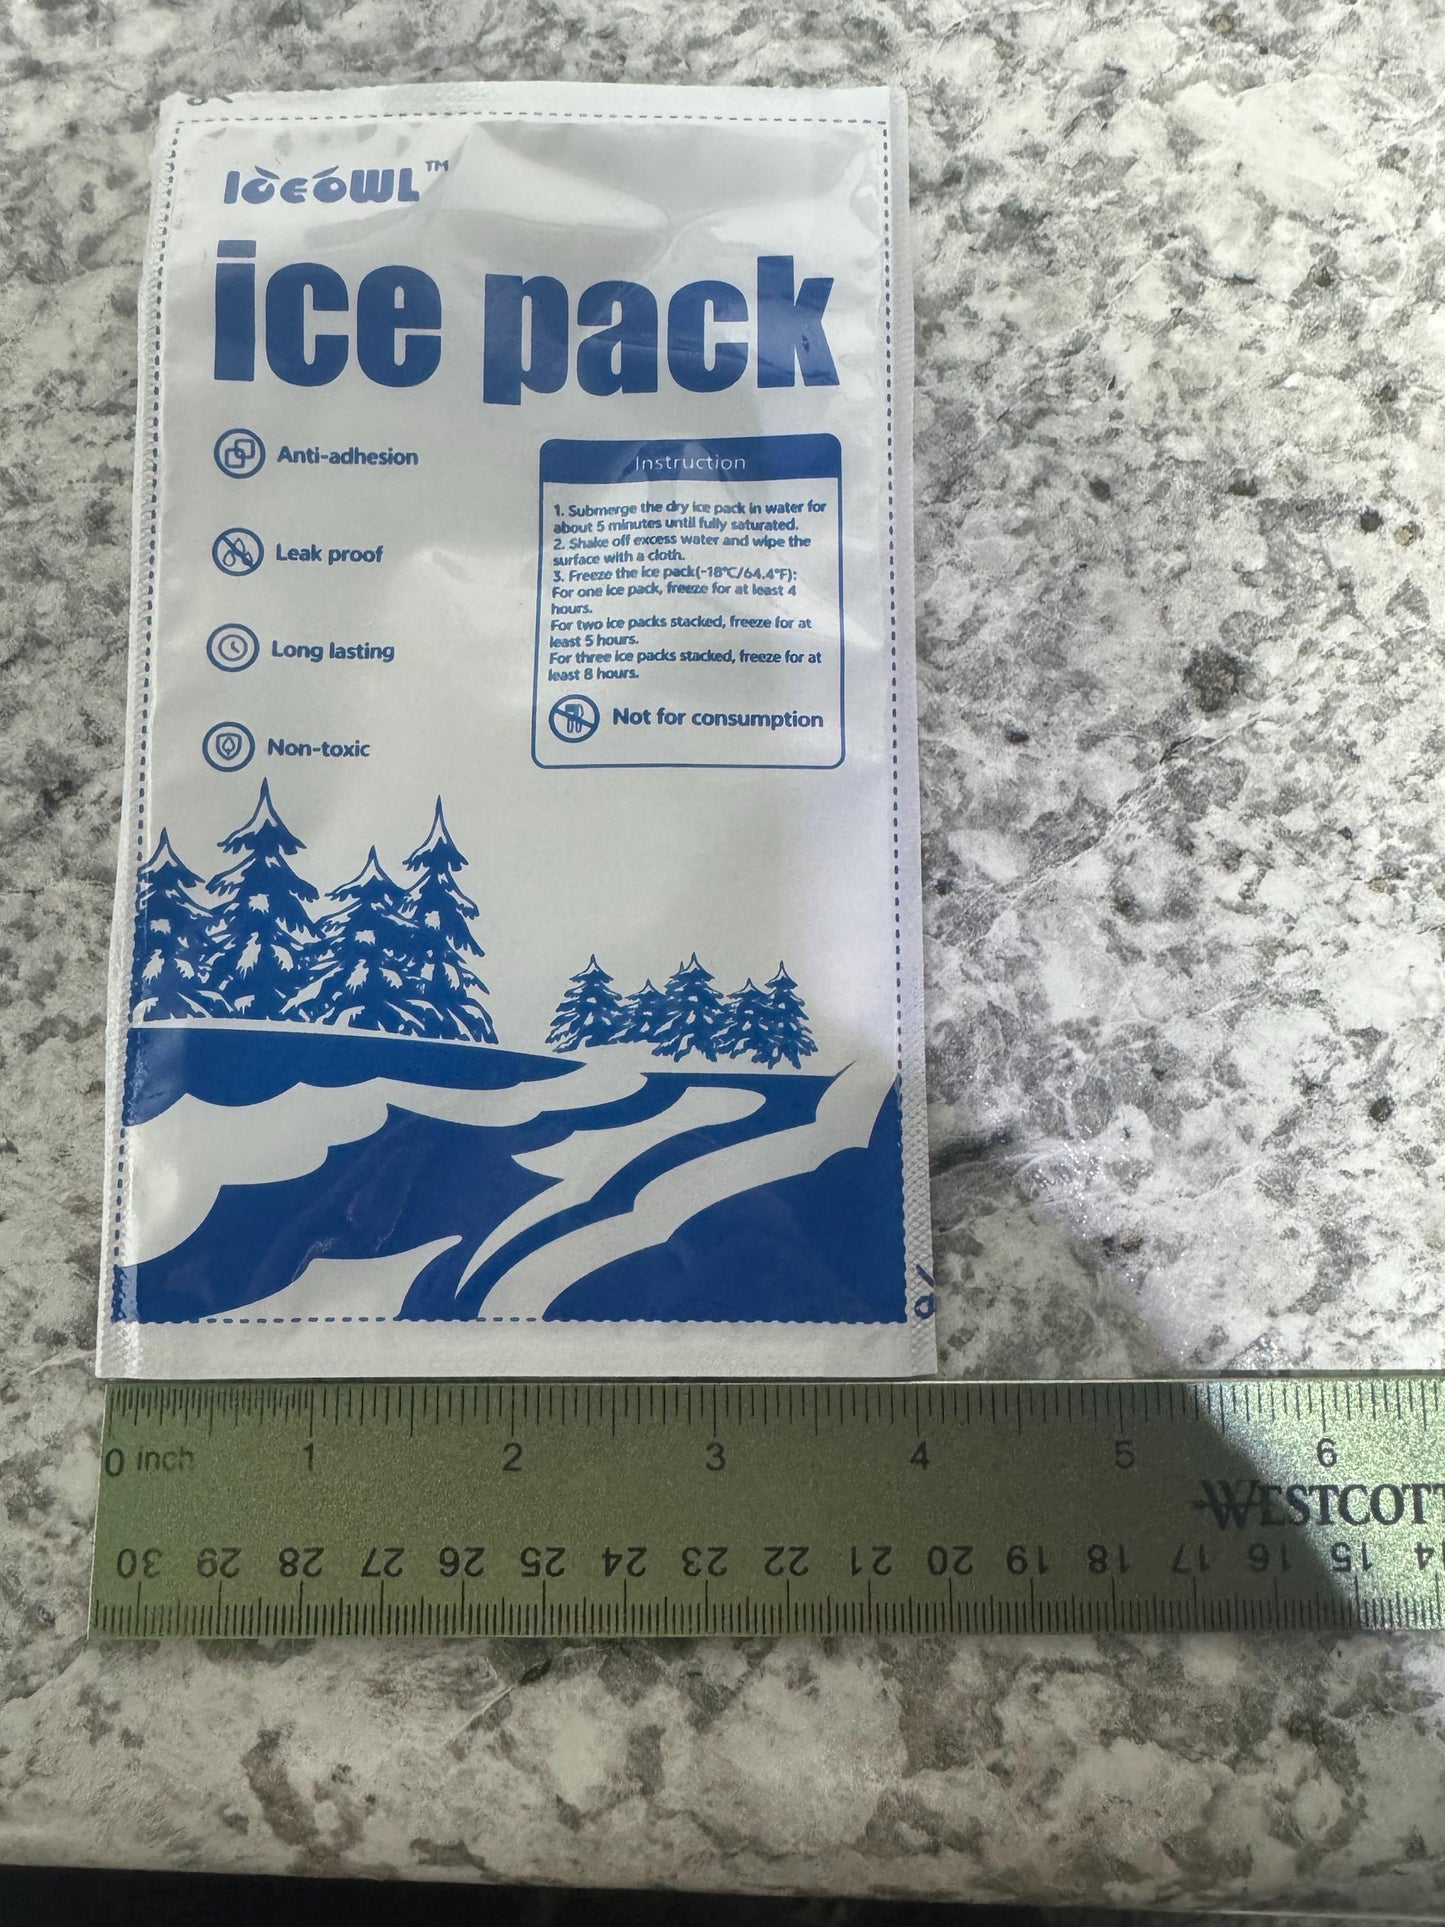 ICEOWL™
ice pack
Anti-adhesion
Leak proof
Long lasting
Non-toxic
Instruction
1. Submerge the dry ice pack in water for
about 5 minutes until fully saturated.
2. Shake off excess water and wipe the
surface with a cloth.
3. Freeze the ice pack(-18°C/64.4°F):
For one ice pack, freeze for at least 4
hours.
For two ice packs stacked, freeze for at
least 5 hours.
For three ice packs stacked, freeze for at
least 8 hours.
Not for consumption
0 inch 1 2 3 4 5 6
WESTCOTT
30 29 28 27 26 25 24 23 22 21 20 19 18 17 16 15 14